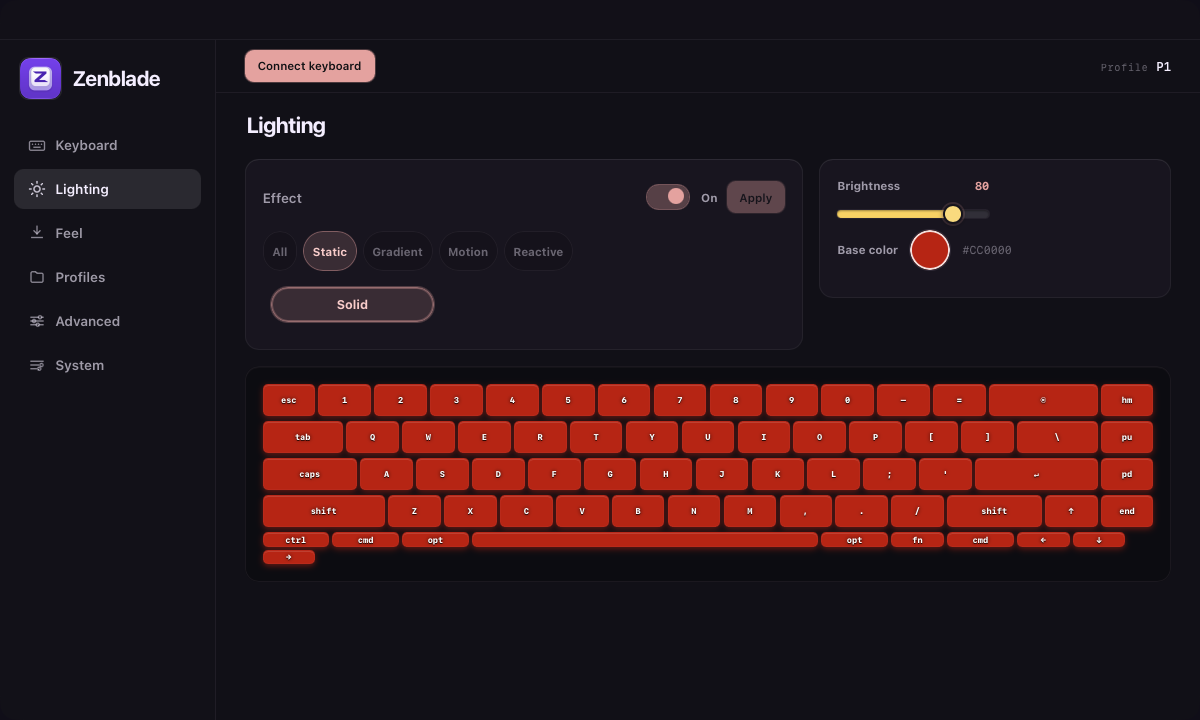 Zenblade
Connect keyboard
Profile P1
Keyboard
Lighting
Feel
Profiles
Advanced
System
Lighting
Effect
On
Apply
All Static Gradient Motion Reactive
Solid
Brightness 80
Base color #CC0000
esc 1 2 3 4 5 6 7 8 9 0 — = ⌫ hm
tab Q W E R T Y U I O P [ ] \ pu
caps A S D F G H J K L ; ' ↵ pd
shift Z X C V B N M , . / shift ↑ end
ctrl cmd opt opt fn cmd ← ↓
→